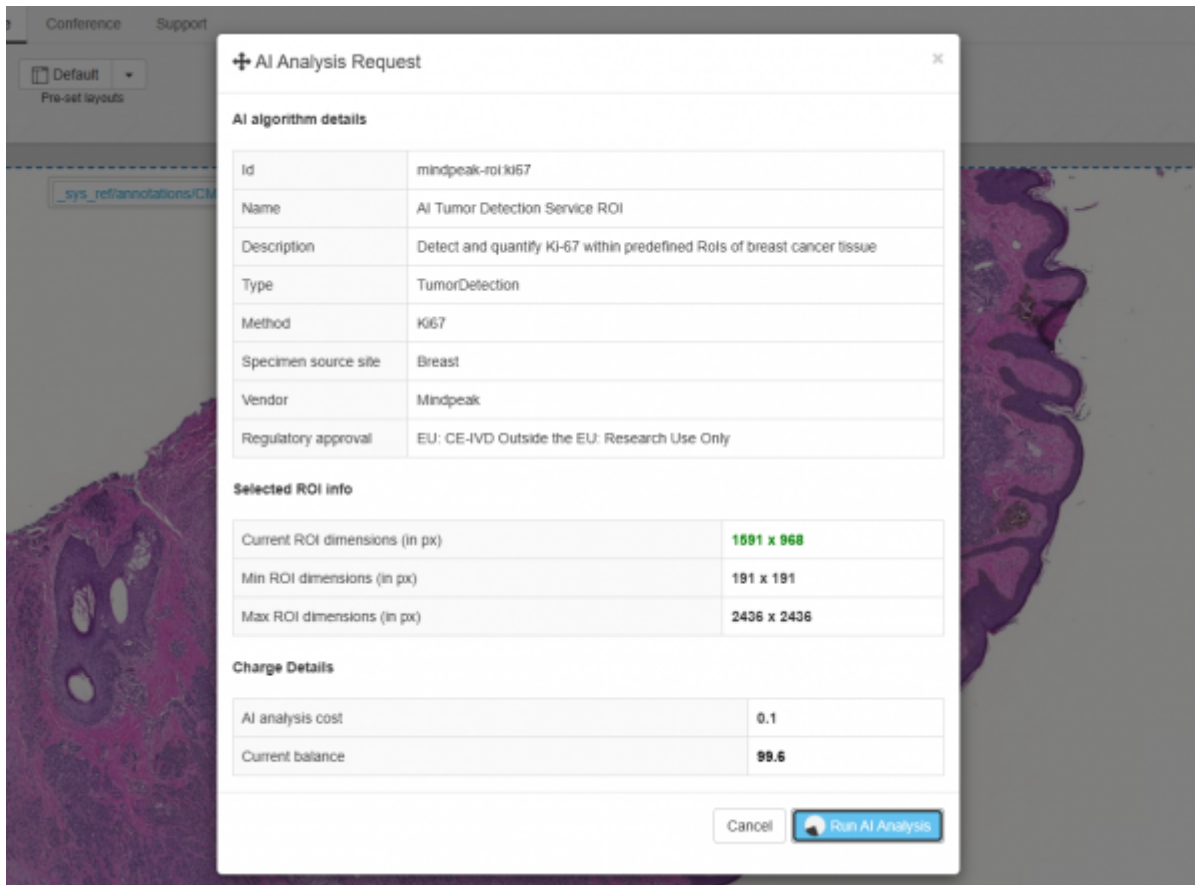 Conference Support
Default
Pre-set layouts
_sys_ref/annotations/CM
AI Analysis Request ×
AI algorithm details
Id mindpeak-roi:ki67
Name AI Tumor Detection Service ROI
Description Detect and quantify Ki-67 within predefined RoIs of breast cancer tissue
Type TumorDetection
Method Ki67
Specimen source site Breast
Vendor Mindpeak
Regulatory approval EU: CE-IVD Outside the EU: Research Use Only
Selected ROI info
Current ROI dimensions (in px) 1591 x 968
Min ROI dimensions (in px) 191 x 191
Max ROI dimensions (in px) 2436 x 2436
Charge Details
AI analysis cost 0.1
Current balance 99.6
Cancel Run AI Analysis